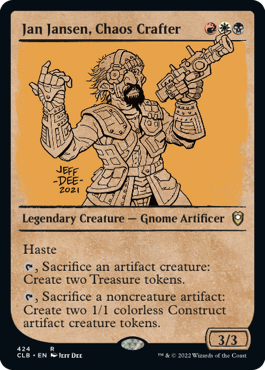 Jan Jansen, Chaos Crafter
JEFF
-DEE-
2021
Legendary Creature — Gnome Artificer
Haste
, Sacrifice an artifact creature:
Create two Treasure tokens.
, Sacrifice a noncreature artifact:
Create two 1/1 colorless Construct
artifact creature tokens.
3/3
424 R
CLB • EN Jeff Dee
™ & © 2022 Wizards of the Coast